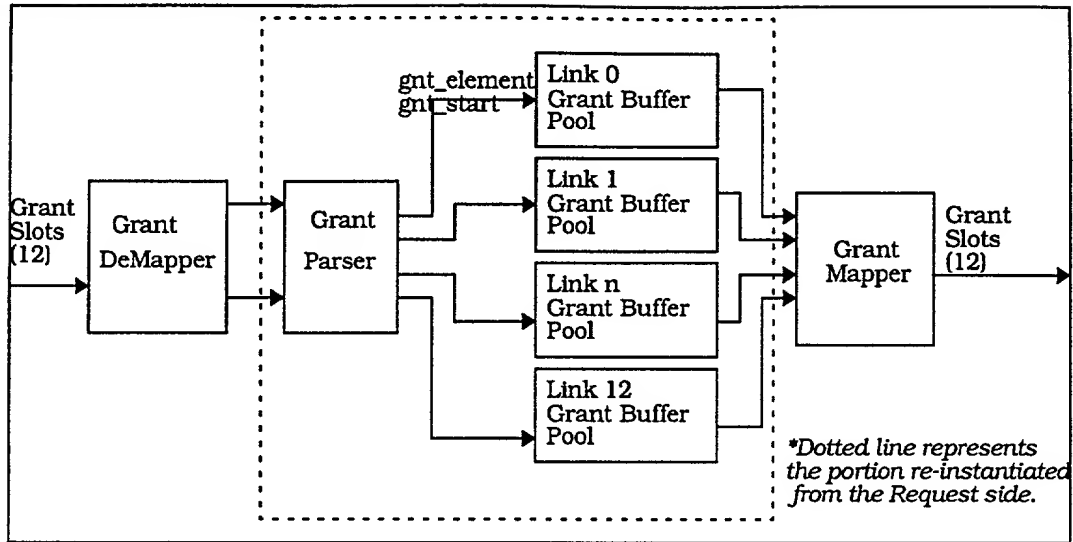 gnt_element
gnt_start
Link 0
Grant Buffer
Pool
Link 1
Grant Buffer
Pool
Grant
Slots
(12)
Grant
DeMapper
Grant
Parser
Link n
Grant Buffer
Pool
Grant
Mapper
Grant
Slots
(12)
Link 12
Grant Buffer
Pool
*Dotted line represents
the portion re-instantiated
from the Request side.